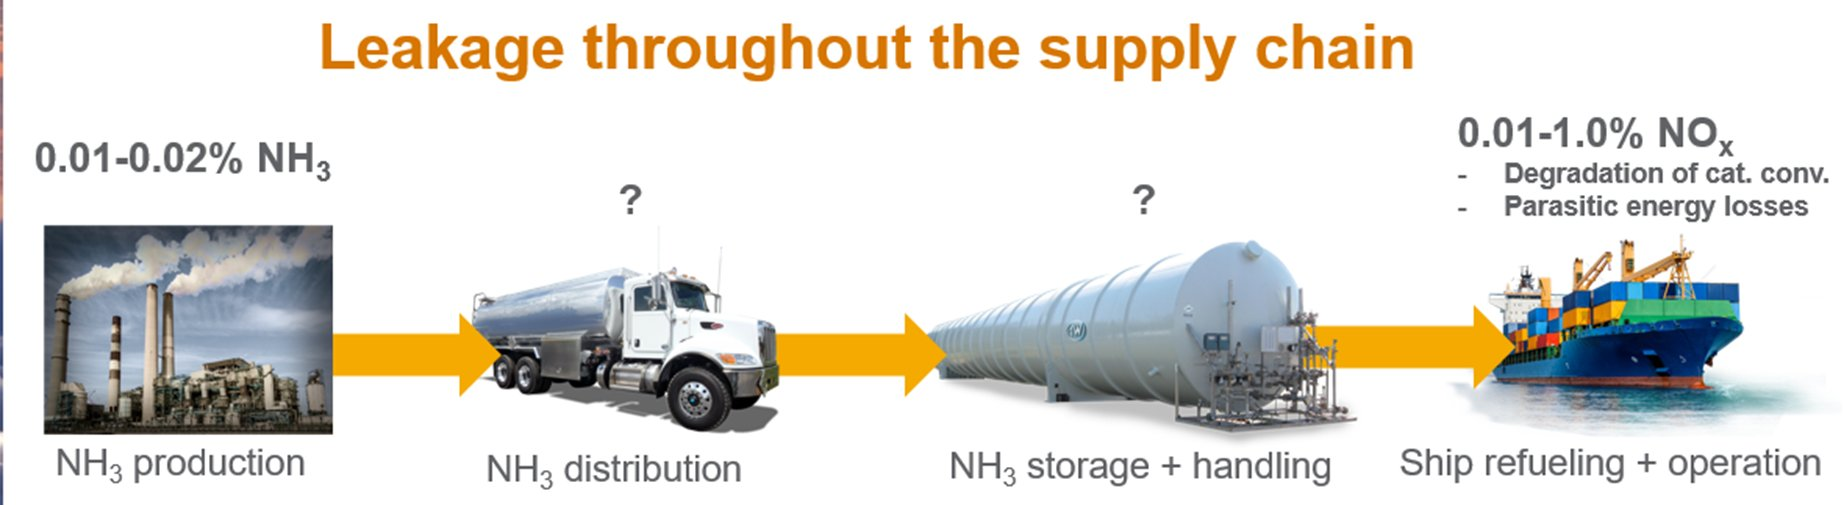 Leakage throughout the supply chain
0.01-0.02% NH₃
?
?
0.01-1.0% NOₓ
- Degradation of cat. conv.
- Parasitic energy losses
NH₃ production
NH₃ distribution
NH₃ storage + handling
Ship refueling + operation